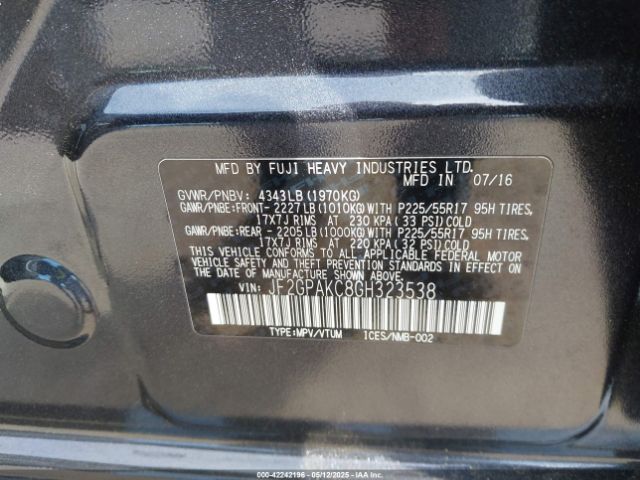 MFD BY FUJI HEAVY INDUSTRIES LTD.
MFD IN 07/16
GVWR/PNBV: 4343LB(1970KG)
GAWR/PNBE:FRONT- 2227LB(1010KG)WITH P225/55R17 95H TIRES,
17X7J RIMS AT 230 KPA(33 PSI)COLD
GAWR/PNBE:REAR - 2205LB(1000KG)WITH P225/55R17 95H TIRES,
17X7J RIMS AT 220 KPA(32 PSI)COLD
THIS VEHICLE CONFORMS TO ALL APPLICABLE FEDERAL MOTOR
VEHICLE SAFETY AND BUMPER STANDARDS IN EFFECT ON THE
DATE OF MANUFACTURE SHOWN ABOVE.
VIN: JF2GPAKC8GH323538
TYPE:MPV/VTUM ICES/NMB-002
000-42242196 - 05/12/2025 - IAAI.COM